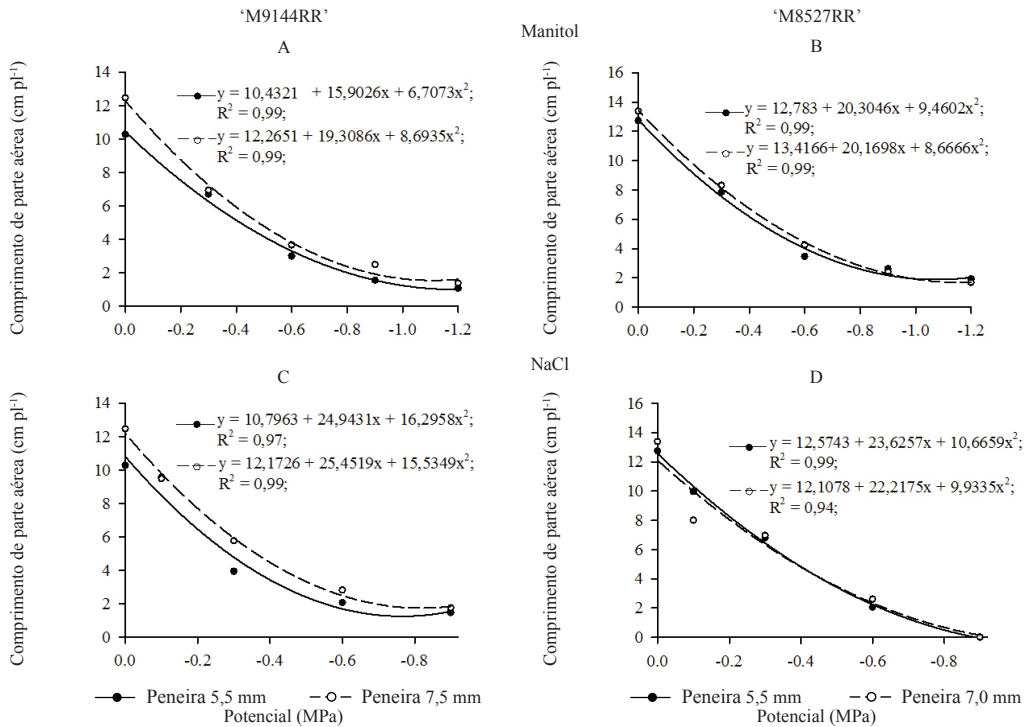 ‘M9144RR’
‘M8527RR’
Manitol
A
Comprimento de parte aérea (cm pl⁻¹)
14
12
10
8
6
4
2
0
y = 10,4321 + 15,9026x + 6,7073x²;
R² = 0,99;
y = 12,2651 + 19,3086x + 8,6935x²;
R² = 0,99;
0.0 -0.2 -0.4 -0.6 -0.8 -1.0 -1.2
B
Comprimento de parte aérea (cm pl⁻¹)
16
14
12
10
8
6
4
2
0
y = 12,783 + 20,3046x + 9,4602x²;
R² = 0,99;
y = 13,4166+ 20,1698x + 8,6666x²;
R² = 0,99;
0.0 -0.2 -0.4 -0.6 -0.8 -1.0 -1.2
NaCl
C
Comprimento de parte aérea (cm pl⁻¹)
14
12
10
8
6
4
2
0
y = 10,7963 + 24,9431x + 16,2958x²;
R² = 0,97;
y = 12,1726 + 25,4519x + 15,5349x²;
R² = 0,99;
0.0 -0.2 -0.4 -0.6 -0.8
D
Comprimento de parte aérea (cm pl⁻¹)
16
14
12
10
8
6
4
2
0
y = 12,5743 + 23,6257x + 10,6659x²;
R² = 0,99;
y = 12,1078 + 22,2175x + 9,9335x²;
R² = 0,94;
0.0 -0.2 -0.4 -0.6 -0.8
Peneira 5,5 mm Peneira 7,5 mm
Potencial (MPa)
Peneira 5,5 mm Peneira 7,0 mm
Potencial (MPa)